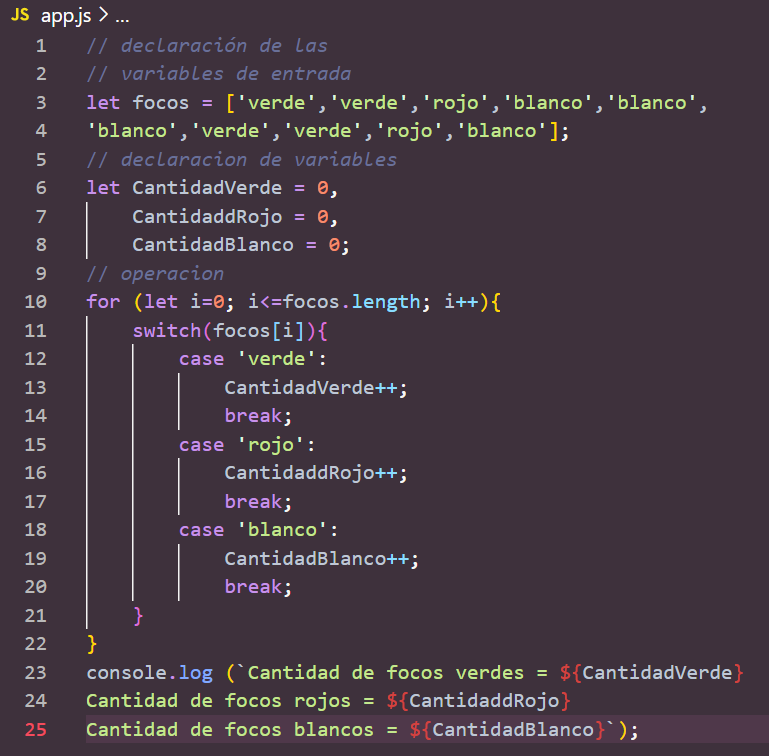 JS app.js > ...
1 // declaración de las
2 // variables de entrada
3 let focos = ['verde','verde','rojo','blanco','blanco',
4 'blanco','verde','verde','rojo','blanco'];
5 // declaracion de variables
6 let CantidadVerde = 0,
7     CantidaddRojo = 0,
8     CantidadBlanco = 0;
9 // operacion
10 for (let i=0; i<=focos.length; i++){
11     switch(focos[i]){
12         case 'verde':
13             CantidadVerde++;
14             break;
15         case 'rojo':
16             CantidaddRojo++;
17             break;
18         case 'blanco':
19             CantidadBlanco++;
20             break;
21     }
22 }
23 console.log (`Cantidad de focos verdes = ${CantidadVerde}
24 Cantidad de focos rojos = ${CantidaddRojo}
25 Cantidad de focos blancos = ${CantidadBlanco}`);